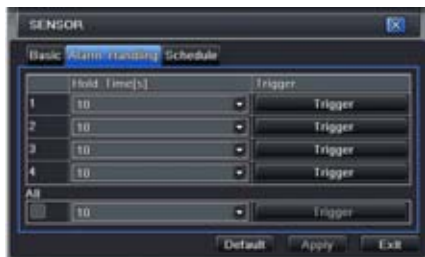 SENSOR
Basic Alarm Handling Schedule
Hold Time[s] Trigger
1 10 Trigger
2 10 Trigger
3 10 Trigger
4 10 Trigger
All
10 Trigger
Default Apply Exit